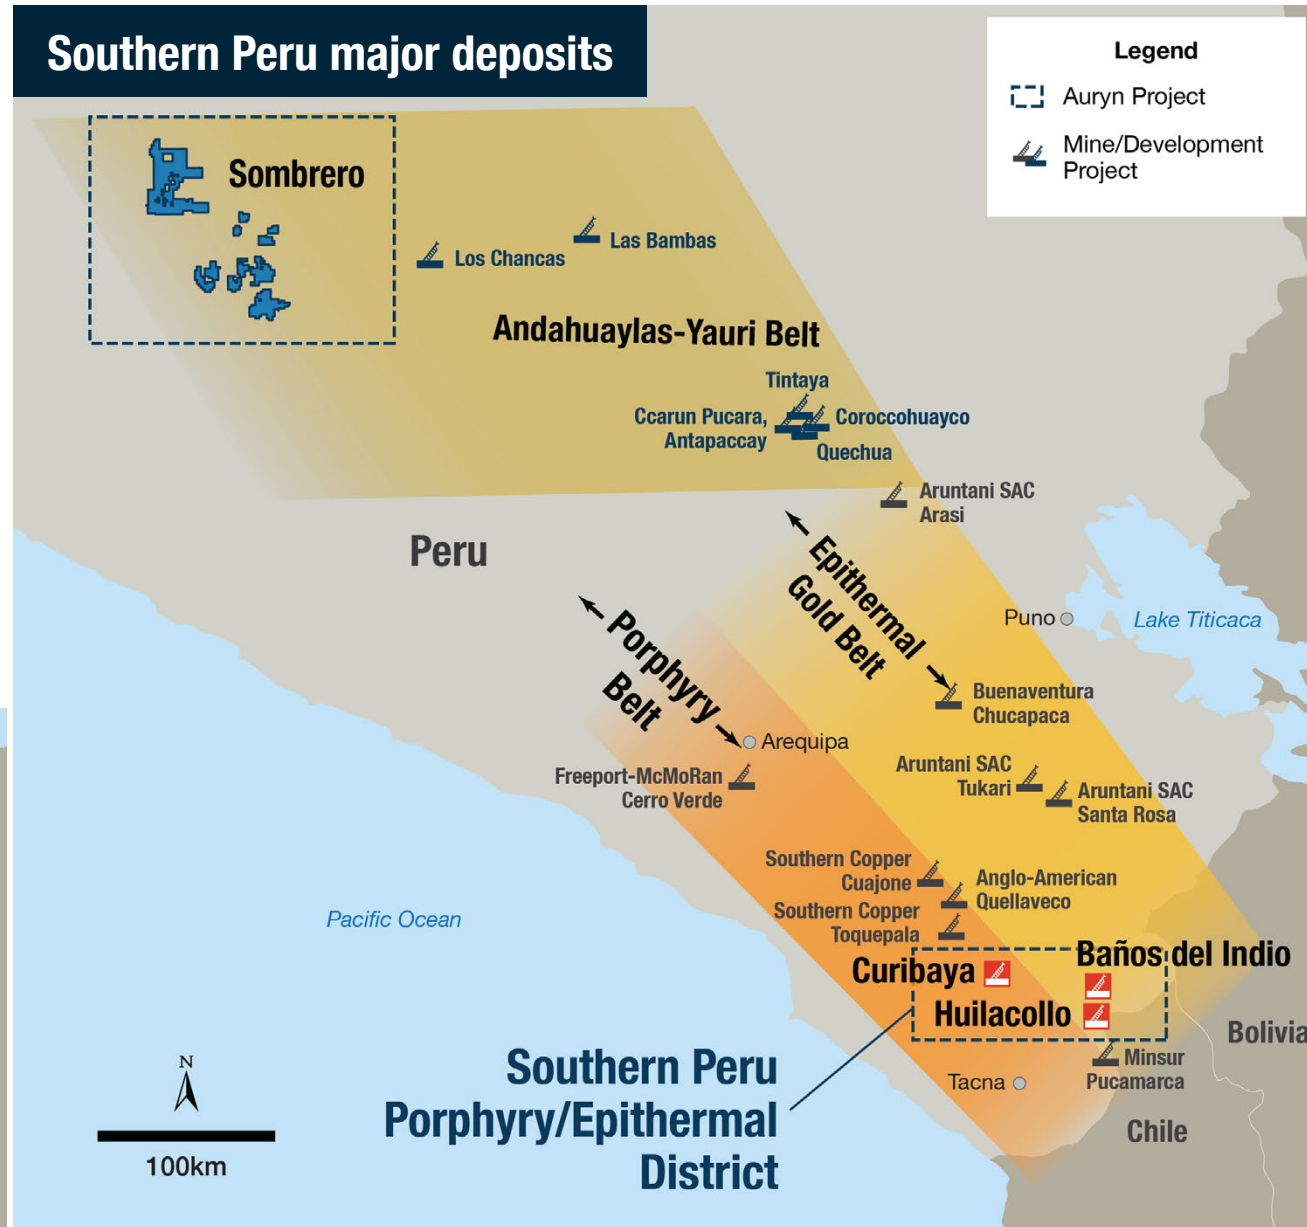 Southern Peru major deposits
Legend
Auryn Project
Mine/Development
Project
Sombrero
Los Chancas
Las Bambas
Andahuaylas-Yauri Belt
Tintaya
Ccarun Pucara,
Antapaccay
Coroccohuayco
Quechua
Aruntani SAC
Arasi
Peru
Epithermal
Gold Belt
Porphyry
Belt
Puno
Lake Titicaca
Buenaventura
Chucapaca
Arequipa
Freeport-McMoRan
Cerro Verde
Aruntani SAC
Tukari
Aruntani SAC
Santa Rosa
Southern Copper
Cuajone
Anglo-American
Quellaveco
Southern Copper
Toquepala
Pacific Ocean
Baños del Indio
Curibaya
Huilacollo
Bolivia
Minsur
Pucamarca
Tacna
Chile
Southern Peru
Porphyry/Epithermal
District
N
100km